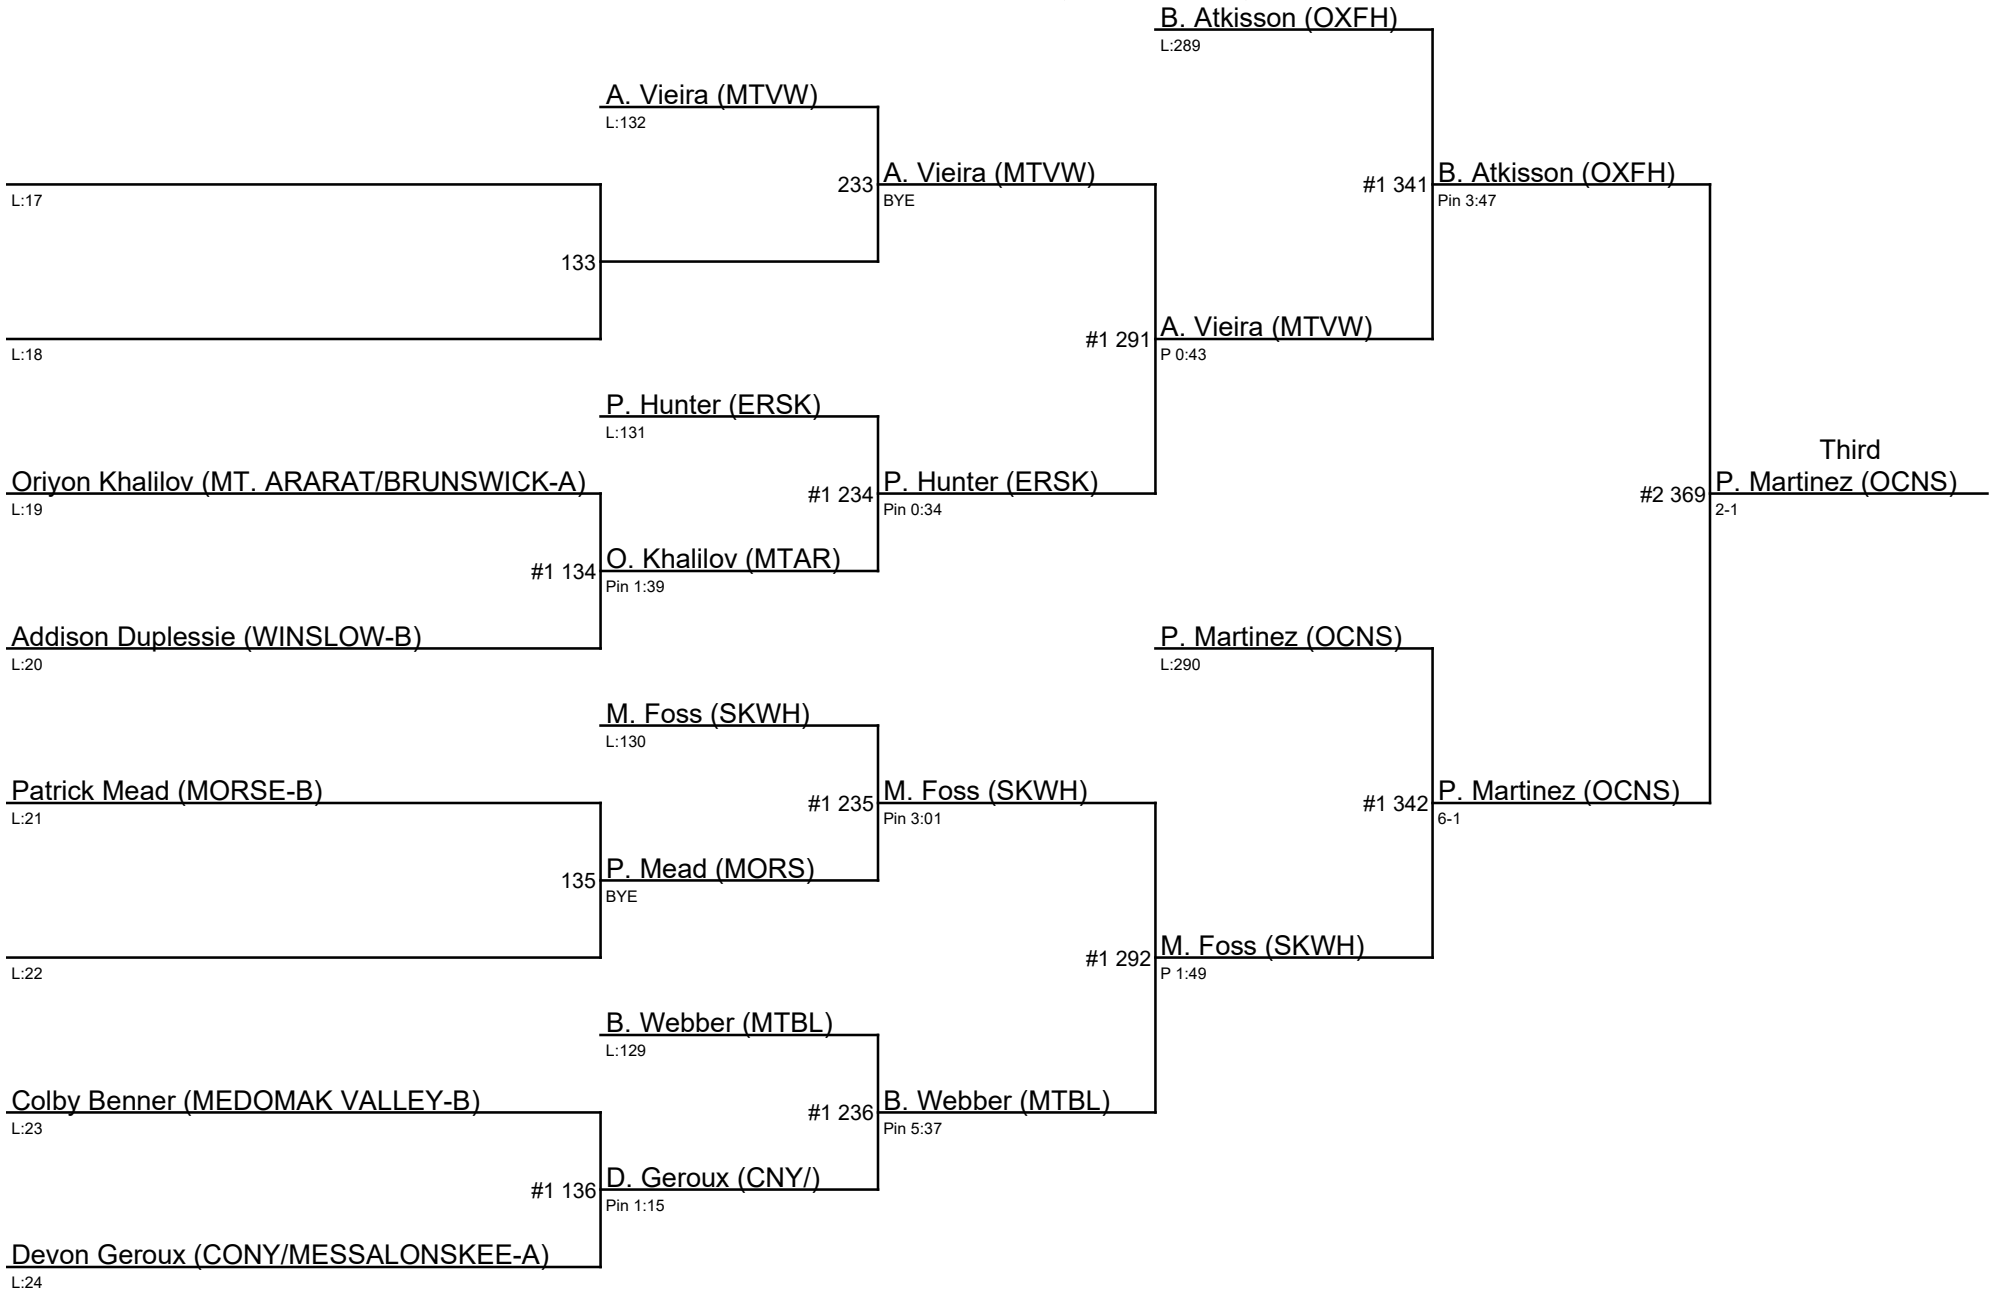 B. Atkisson (OXFH)
L:289
A. Vieira (MTVW)
L:132
233
A. Vieira (MTVW)
BYE
#1 341
B. Atkisson (OXFH)
Pin 3:47
L:17
133
L:18
#1 291
A. Vieira (MTVW)
P 0:43
P. Hunter (ERSK)
L:131
Third
Oriyon Khalilov (MT. ARARAT/BRUNSWICK-A)
L:19
#1 234
P. Hunter (ERSK)
Pin 0:34
#2 369
P. Martinez (OCNS)
2-1
#1 134
O. Khalilov (MTAR)
Pin 1:39
Addison Duplessie (WINSLOW-B)
L:20
P. Martinez (OCNS)
L:290
M. Foss (SKWH)
L:130
Patrick Mead (MORSE-B)
L:21
#1 235
M. Foss (SKWH)
Pin 3:01
#1 342
P. Martinez (OCNS)
6-1
135
P. Mead (MORS)
BYE
L:22
#1 292
M. Foss (SKWH)
P 1:49
B. Webber (MTBL)
L:129
Colby Benner (MEDOMAK VALLEY-B)
L:23
#1 236
B. Webber (MTBL)
Pin 5:37
#1 136
D. Geroux (CNY/)
Pin 1:15
Devon Geroux (CONY/MESSALONSKEE-A)
L:24